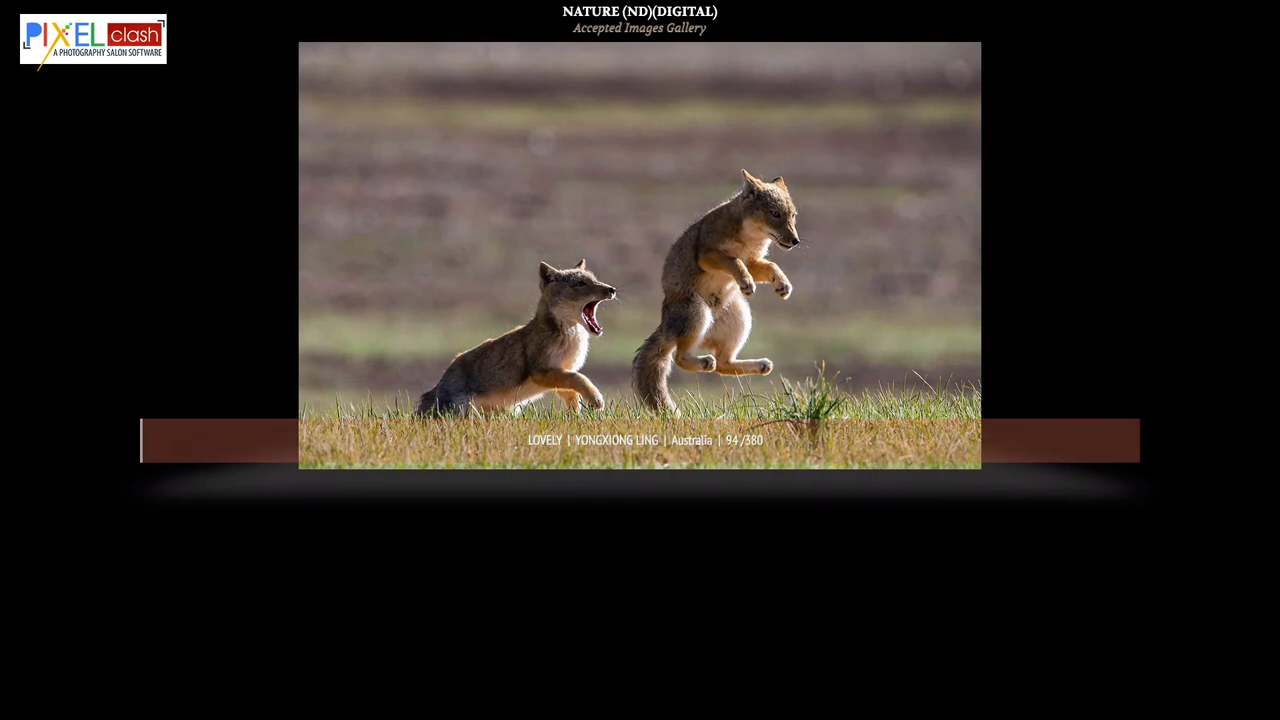 NATURE (ND)(DIGITAL)
Accepted Images Gallery
PIXEL clash
A PHOTOGRAPHY SALON SOFTWARE
LOVELY | YONGXIONG LING | Australia | 94 /380